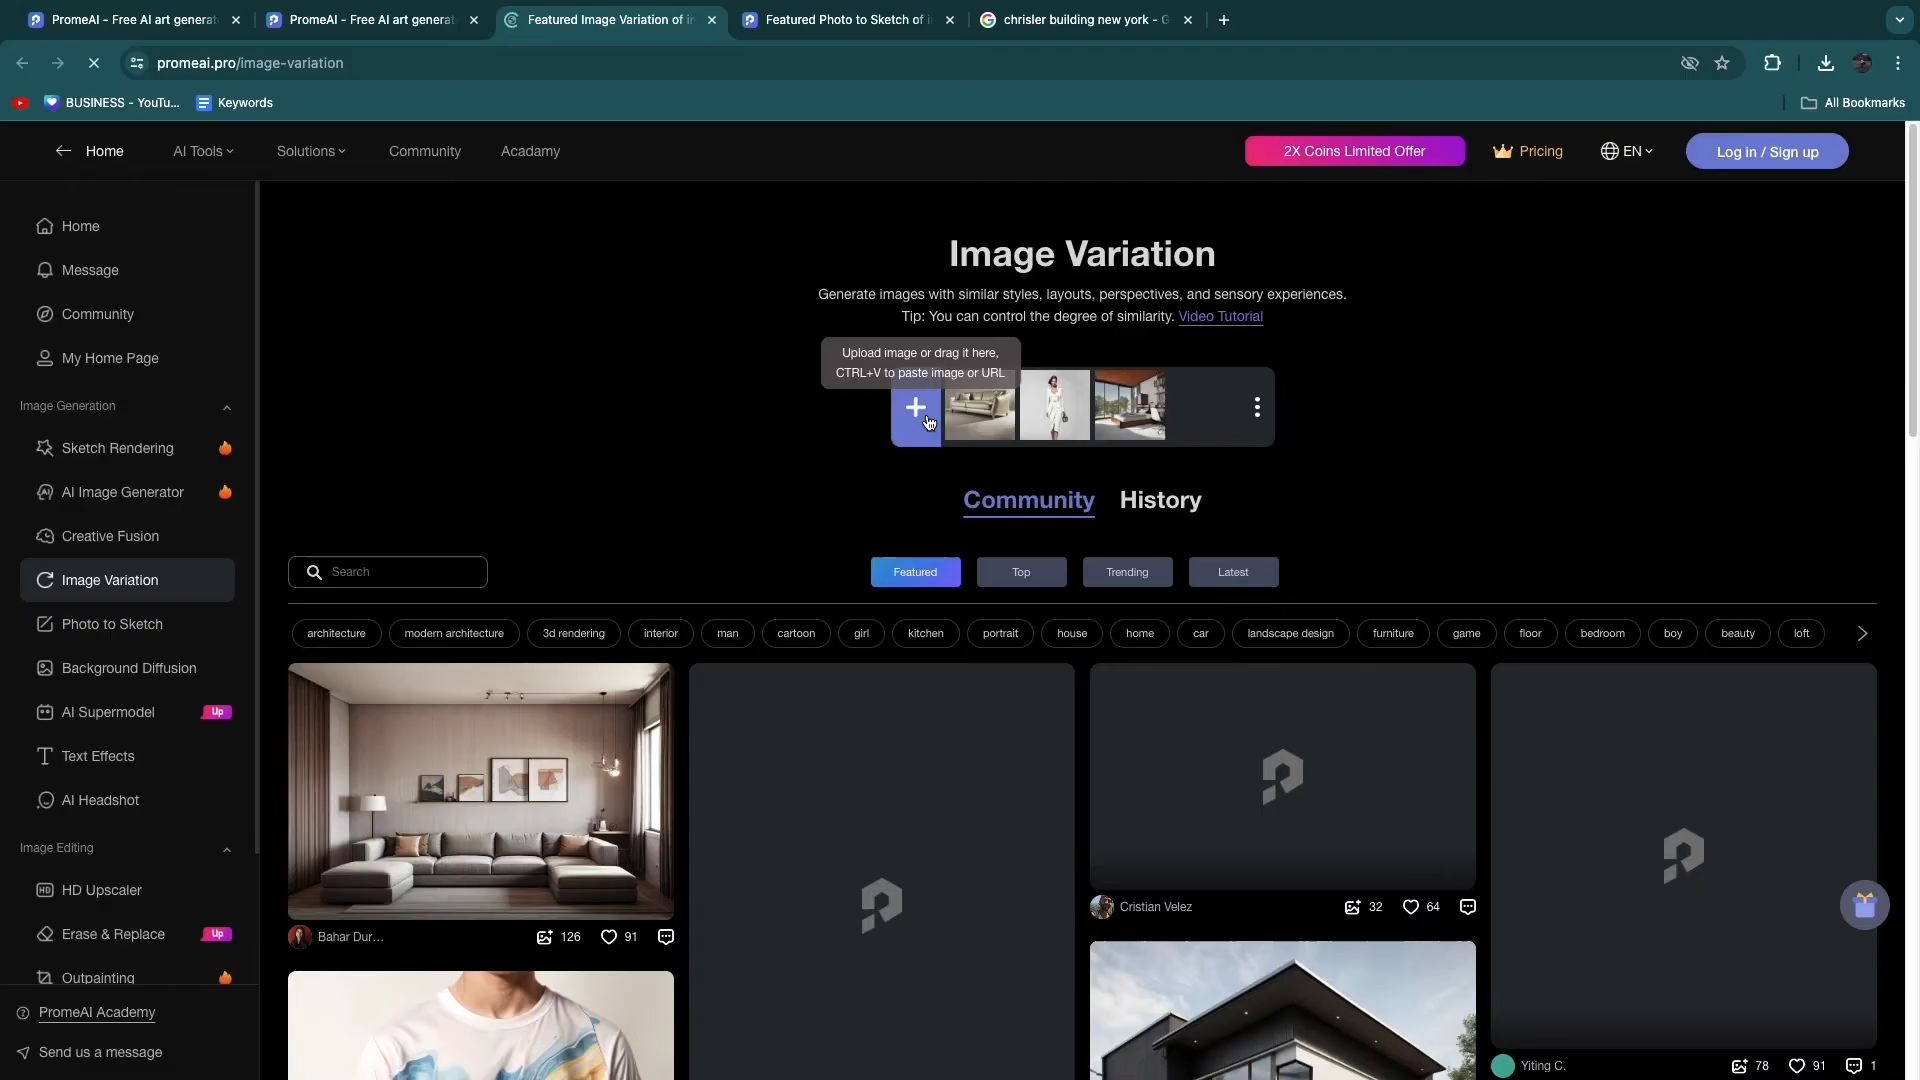 PromeAI - Free AI art generat
PromeAI - Free AI art generat
Featured Image Variation of in
Featured Photo to Sketch of i
chrisler building new york - G
promeai.pro/image-variation
BUSINESS - YouTu...
Keywords
All Bookmarks
Home
AI Tools
Solutions
Community
Acadamy
2X Coins Limited Offer
Pricing
EN
Log in / Sign up
Home
Message
Community
My Home Page
Image Generation
Sketch Rendering
AI Image Generator
Creative Fusion
Image Variation
Photo to Sketch
Background Diffusion
AI Supermodel
Up
Text Effects
AI Headshot
Image Editing
HD Upscaler
Erase & Replace
Up
Outpainting
PromeAI Academy
Send us a message
Image Variation
Generate images with similar styles, layouts, perspectives, and sensory experiences.
Tip: You can control the degree of similarity. Video Tutorial
Upload image or drag it here,
CTRL+V to paste image or URL
Community
History
Search
Featured
Top
Trending
Latest
architecture
modern architecture
3d rendering
interior
man
cartoon
girl
kitchen
portrait
house
home
car
landscape design
furniture
game
floor
bedroom
boy
beauty
loft
Bahar Dur...
126
91
Cristian Velez
32
64
Yiting C.
78
91
1